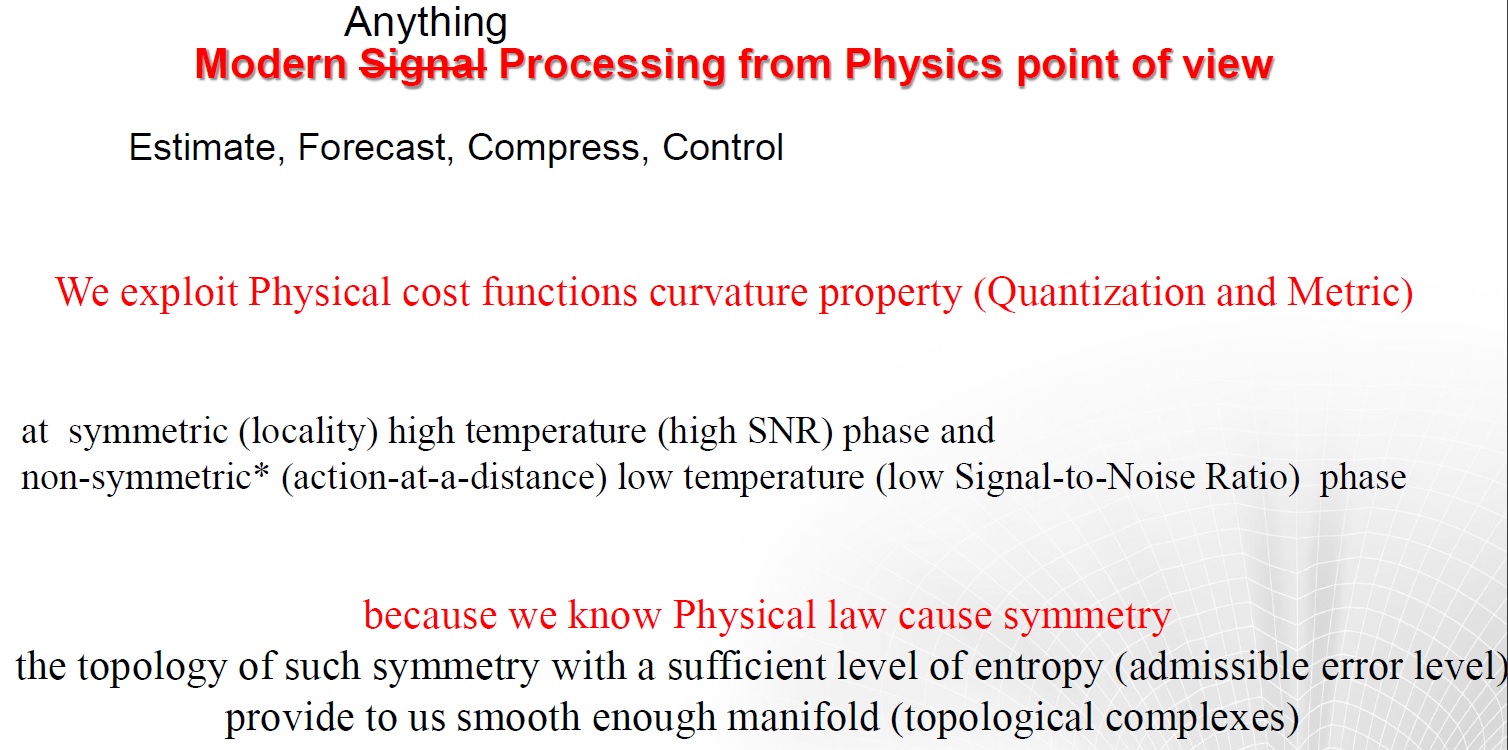 Anything
Modern Signal Processing from Physics point of view
Estimate, Forecast, Compress, Control
We exploit Physical cost functions curvature property (Quantization and Metric)
at symmetric (locality) high temperature (high SNR) phase and
non-symmetric* (action-at-a-distance) low temperature (low Signal-to-Noise Ratio) phase
because we know Physical law cause symmetry
the topology of such symmetry with a sufficient level of entropy (admissible error level)
provide to us smooth enough manifold (topological complexes)